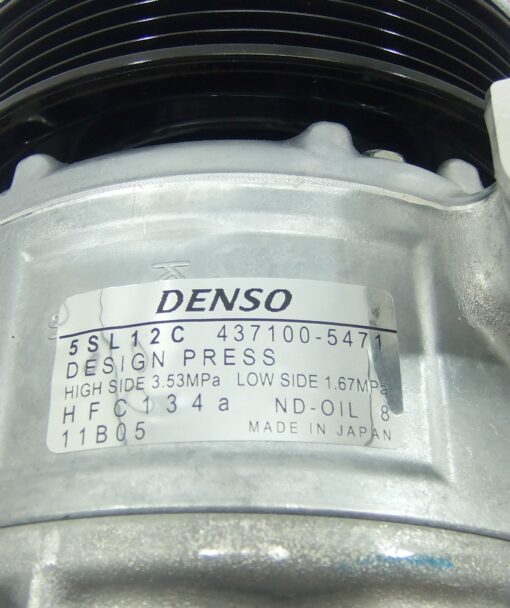 DENSO
5SL12C 437100-5471
DESIGN PRESS
HIGH SIDE 3.53MPa LOW SIDE 1.67MPa
HFC134a ND-OIL 8
11B05 MADE IN JAPAN